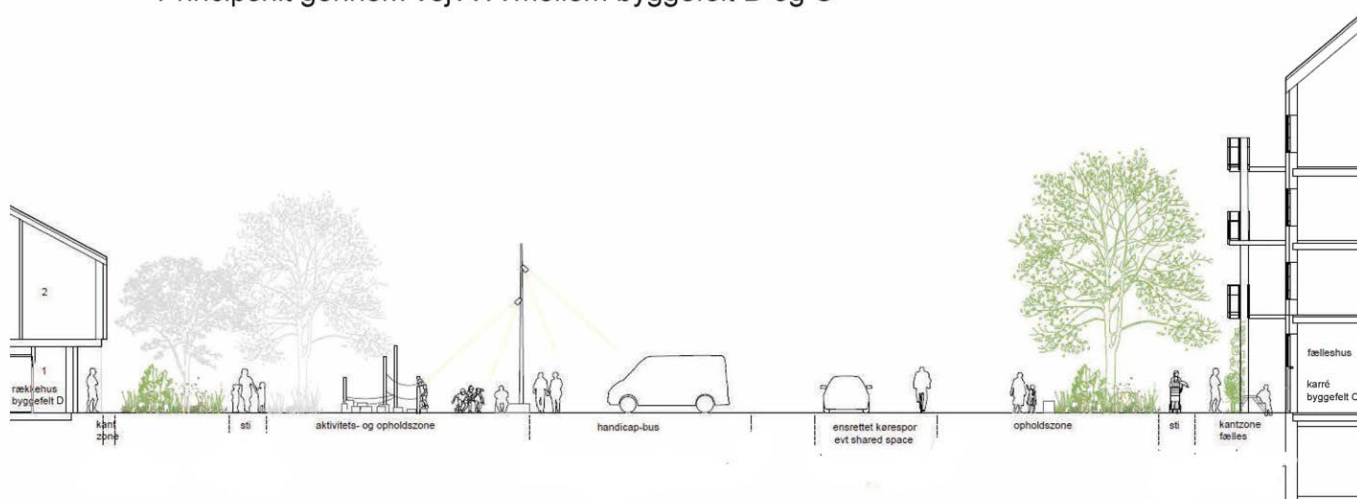 2
1
rækkehus
byggefelt D
fælleshus
karré
byggefelt C
kant
zone
sti
aktivitets- og opholdszone
handicap-bus
ensrettet kørespor
evt shared space
opholdszone
sti
kantzone
fælles